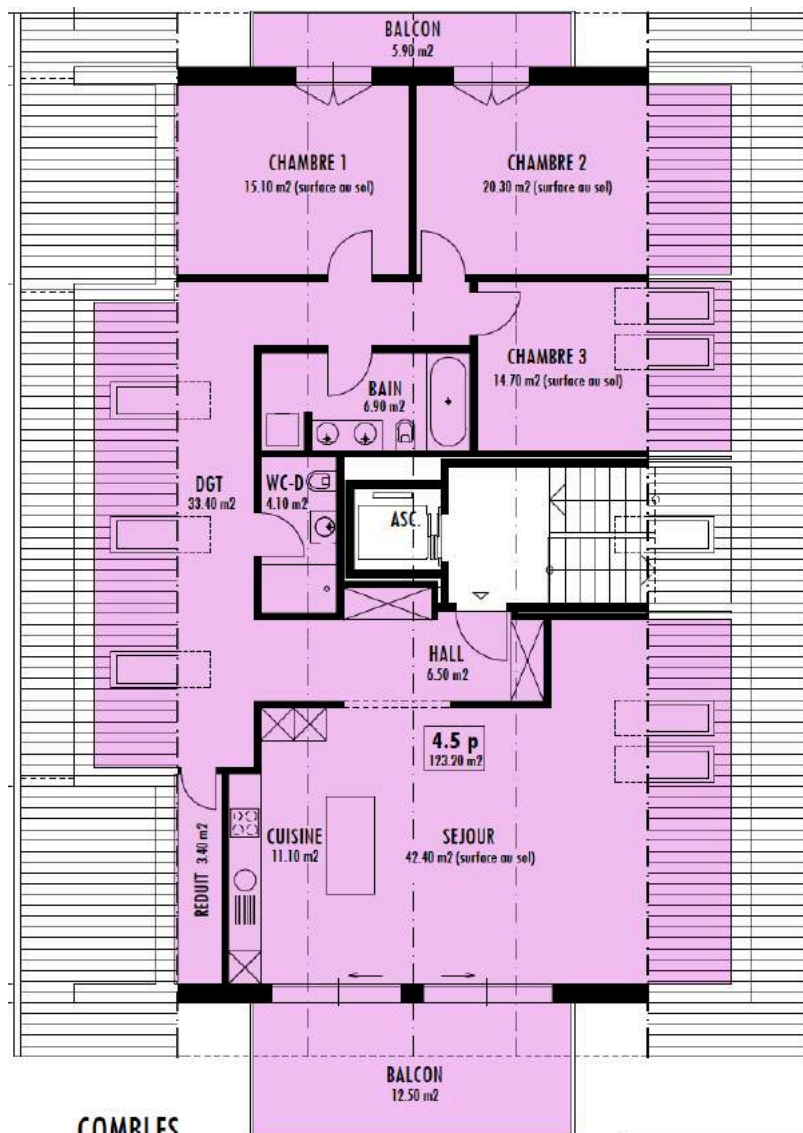 BALCON
5.90 m2
CHAMBRE 1
15.10 m2 (surface au sol)
CHAMBRE 2
20.30 m2 (surface au sol)
CHAMBRE 3
14.70 m2 (surface au sol)
BAIN
6.90 m2
DGT
33.40 m2
WC-D
4.10 m2
ASC.
HALL
6.50 m2
4.5 p
123.20 m2
CUISINE
11.10 m2
SEJOUR
42.40 m2 (surface au sol)
REDUIT 3.40 m2
BALCON
12.50 m2
COMBLES